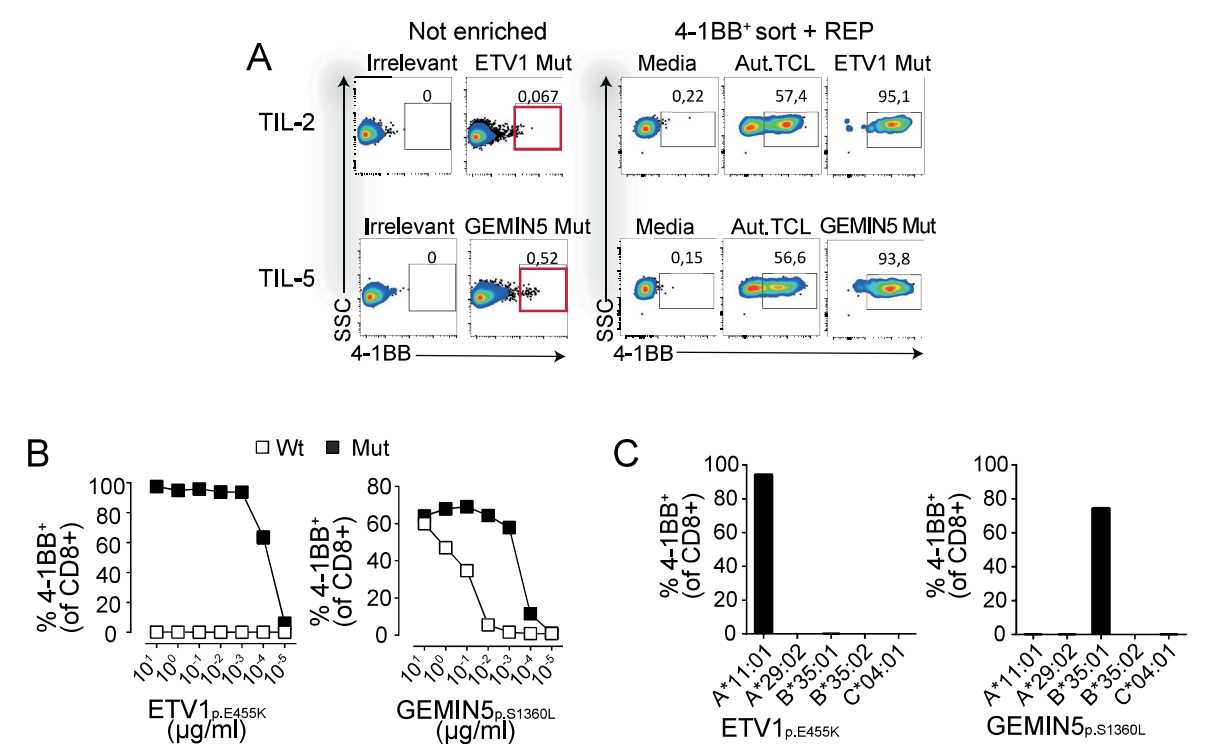 A
Not enriched
4-1BB+ sort + REP
Irrelevant ETV1 Mut Media Aut.TCL ETV1 Mut
TIL-2
0 0,067 0,22 57,4 95,1
Irrelevant GEMIN5 Mut Media Aut.TCL GEMIN5 Mut
TIL-5
0 0,52 0,15 56,6 93,8
SSC SSC
4-1BB 4-1BB
B
Wt Mut
% 4-1BB+
(of CD8+)
100
80
60
40
20
0
10¹ 10⁰ 10¹ 10⁻² 10⁻³ 10⁻⁴ 10⁻⁵
ETV1p.E455K
(µg/ml)
% 4-1BB+
(of CD8+)
80
60
40
20
0
10¹ 10⁰ 10¹ 10⁻² 10⁻³ 10⁻⁴ 10⁻⁵
GEMIN5p.S1360L
(µg/ml)
C
% 4-1BB+
(of CD8+)
100
80
60
40
20
0
A*11:01 A*29:02 B*35:01 B*35:02 C*04:01
ETV1p.E455K
% 4-1BB+
(of CD8+)
100
80
60
40
20
0
A*11:01 A*29:02 B*35:01 B*35:02 C*04:01
GEMIN5p.S1360L